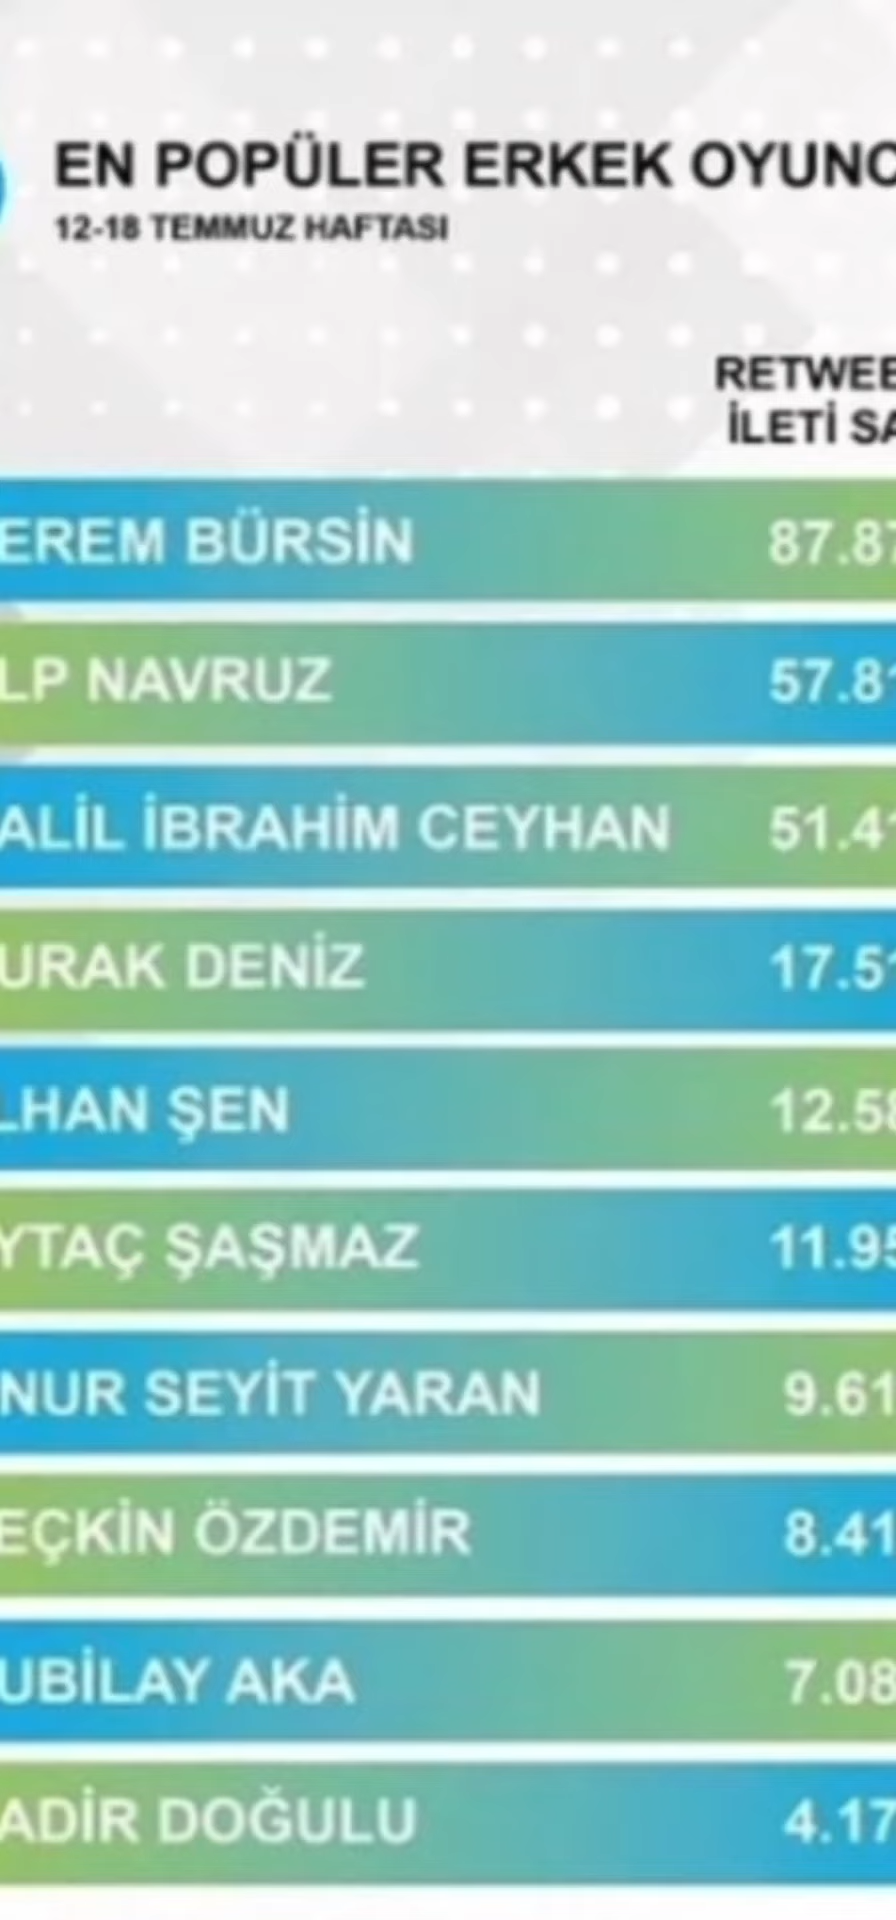 EN POPÜLER ERKEK OYUNC
12-18 TEMMUZ HAFTASI
RETWEE
İLETİ SA
EREM BÜRSİN 87.87
LP NAVRUZ 57.81
ALİL İBRAHİM CEYHAN 51.41
URAK DENİZ 17.51
LHAN ŞEN 12.58
YTAÇ ŞAŞMAZ 11.95
NUR SEYİT YARAN 9.61
EÇKİN ÖZDEMİR 8.41
UBİLAY AKA 7.08
ADİR DOĞULU 4.17